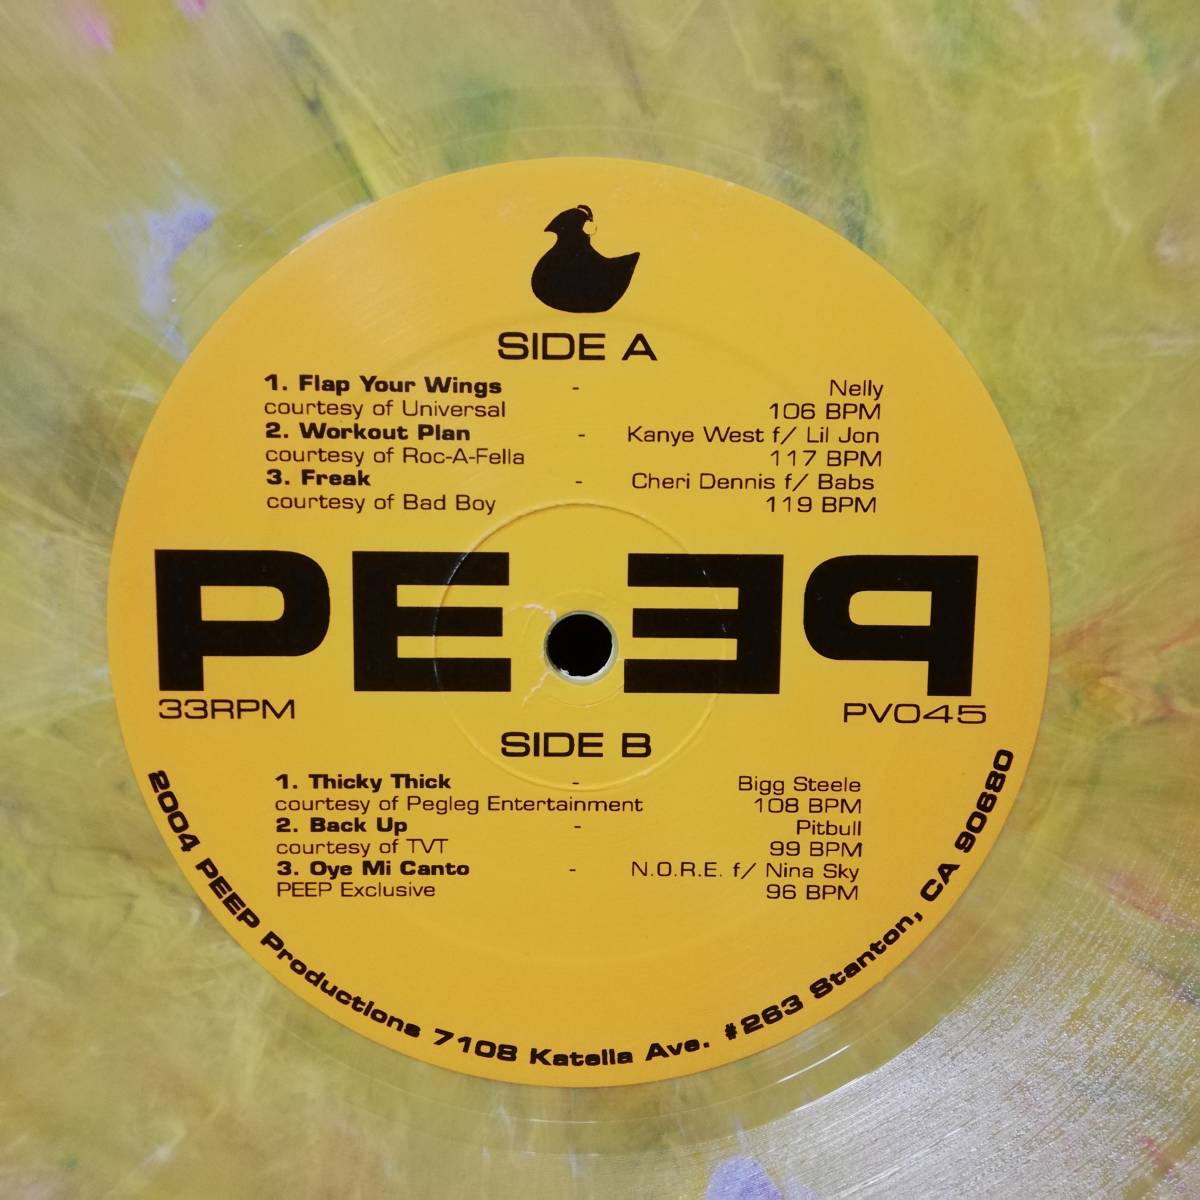 SIDE A
1. Flap Your Wings - Nelly
courtesy of Universal 106 BPM
2. Workout Plan - Kanye West f/ Lil Jon
courtesy of Roc-A-Fella 117 BPM
3. Freak - Cheri Dennis f/ Babs
courtesy of Bad Boy 119 BPM
PEEP
33RPM PV045
SIDE B
1. Thicky Thick - Bigg Steele
courtesy of Pegleg Entertainment 108 BPM
2. Back Up - Pitbull
courtesy of TVT 99 BPM
3. Oye Mi Canto - N.O.R.E. f/ Nina Sky
PEEP Exclusive 96 BPM
2004 PEEP Productions 7108 Katella Ave. #263 Stanton, CA 90680